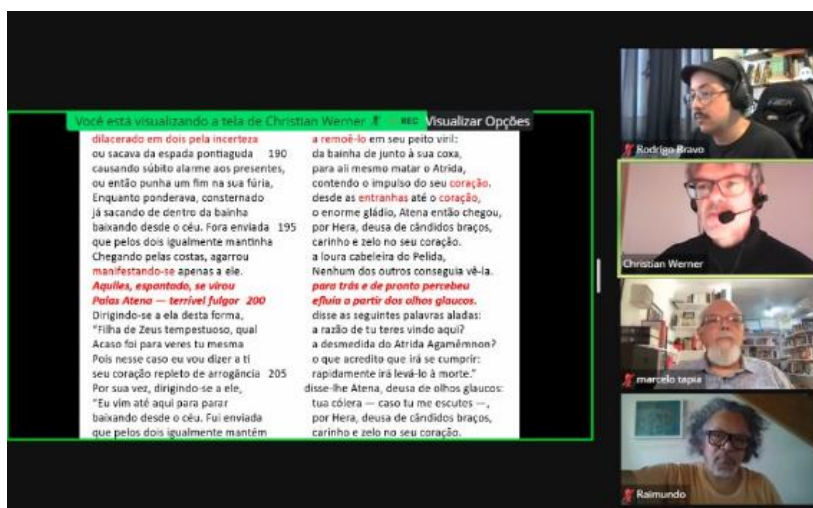 Você está visualizando a tela de Christian Werner REC Visualizar Opções
dilacerado em dois pela incerteza a remoê-lo em seu peito viril:
ou sacava da espada pontiaguda 190 da bainha de junto à sua coxa,
causando súbito alarme aos presentes, para ali mesmo matar o Atrida,
ou então punha um fim na sua fúria, contendo o impulso do seu coração.
Enquanto ponderava, consternado desde as entranhas até o coração,
já sacando de dentro da bainha o enorme gládio, Atena então chegou,
baixando desde o céu. Fora enviada 195 por Hera, deusa de cândidos braços,
que pelos dois igualmente mantinha carinho e zelo no seu coração.
Chegando pelas costas, agarrou a loura cabeleira do Pelida,
manifestando-se apenas a ele. Nenhum dos outros conseguia vê-la.
Aquiles, espantado, se virou para trás e de pronto percebeu
Palas Atena — terrível fulgor 200 efluía a partir dos olhos glaucos.
Dirigindo-se a ela desta forma, disse as seguintes palavras aladas:
"Filha de Zeus tempestuoso, qual a razão de tu teres vindo aqui?
Acaso foi para veres tu mesma a desmedida do Atrida Agamêmnon?
Pois nesse caso eu vou dizer a ti o que acredito que irá se cumprir:
seu coração repleto de arrogância 205 rapidamente irá levá-lo à morte."
Por sua vez, dirigindo-se a ele, disse-lhe Atena, deusa de olhos glaucos:
"Eu vim até aqui para parar tua cólera — caso tu me escutes —,
baixando desde o céu. Fui enviada por Hera, deusa de cândidos braços,
que pelos dois igualmente mantém carinho e zelo no seu coração.
Rodrigo Bravo
Christian Werner
marcelo tapia
Raimundo